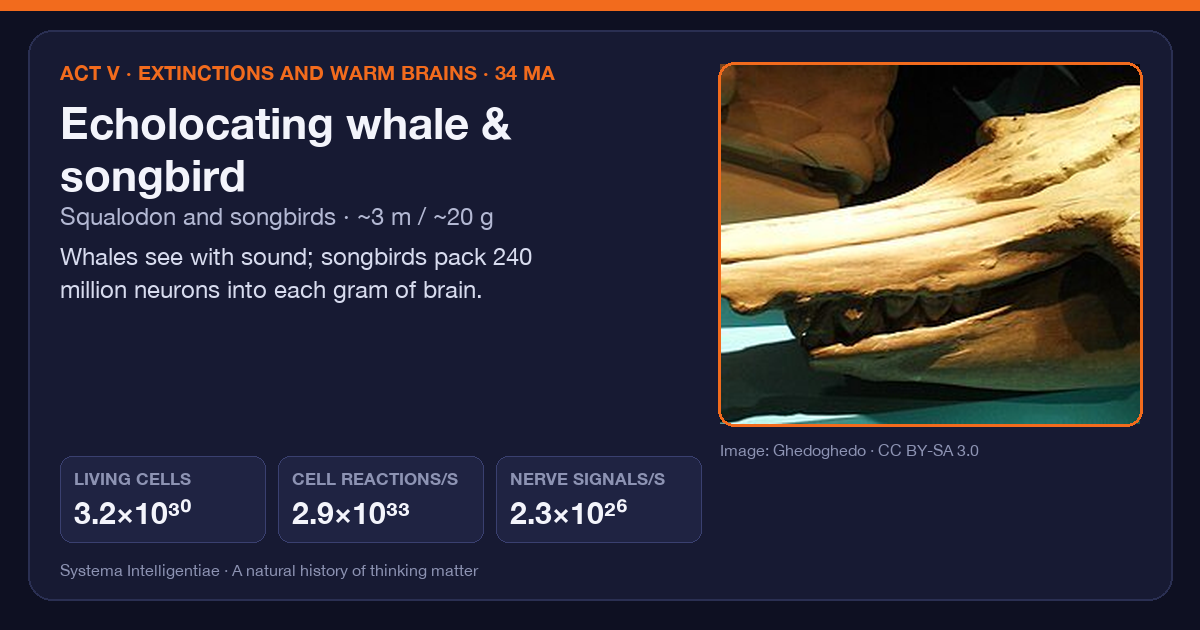 ACT V · EXTINCTIONS AND WARM BRAINS · 34 MA
Echolocating whale &
songbird
Squalodon and songbirds · ~3 m / ~20 g
Whales see with sound; songbirds pack 240
million neurons into each gram of brain.
Image: Ghedoghedo · CC BY-SA 3.0
LIVING CELLS
3.2×10³⁰
CELL REACTIONS/S
2.9×10³³
NERVE SIGNALS/S
2.3×10²⁶
Systema Intelligentiae · A natural history of thinking matter